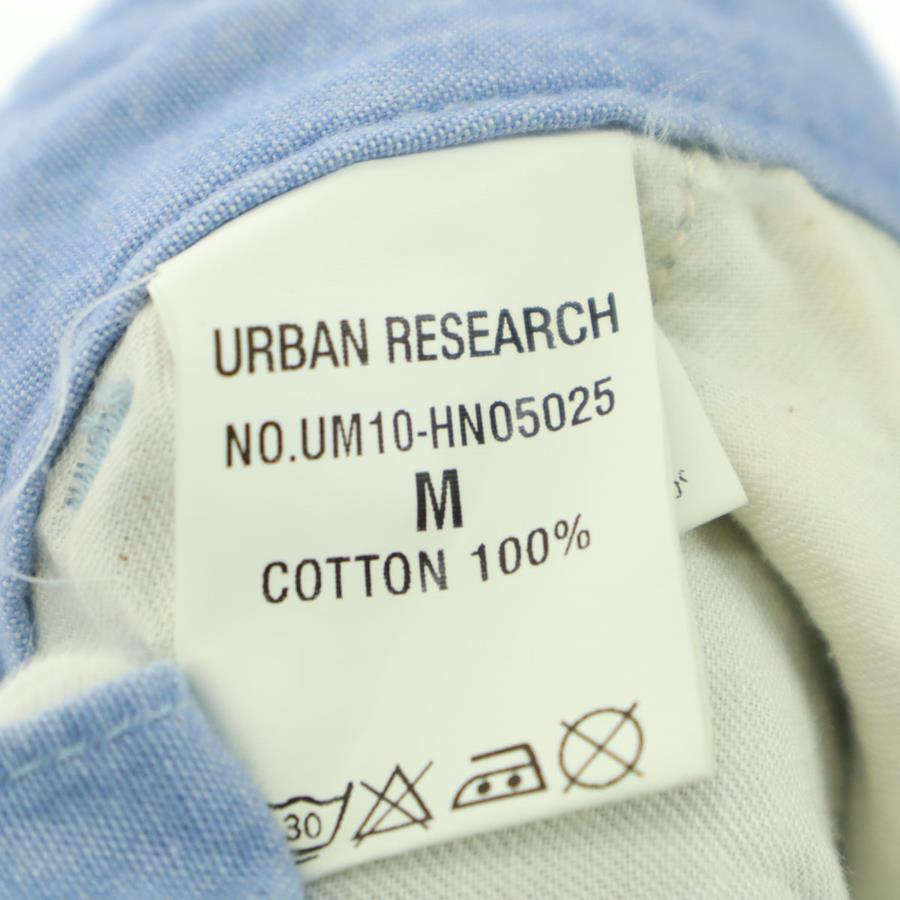 URBAN RESEARCH
NO.UM10-HN05025
M
COTTON 100%
30